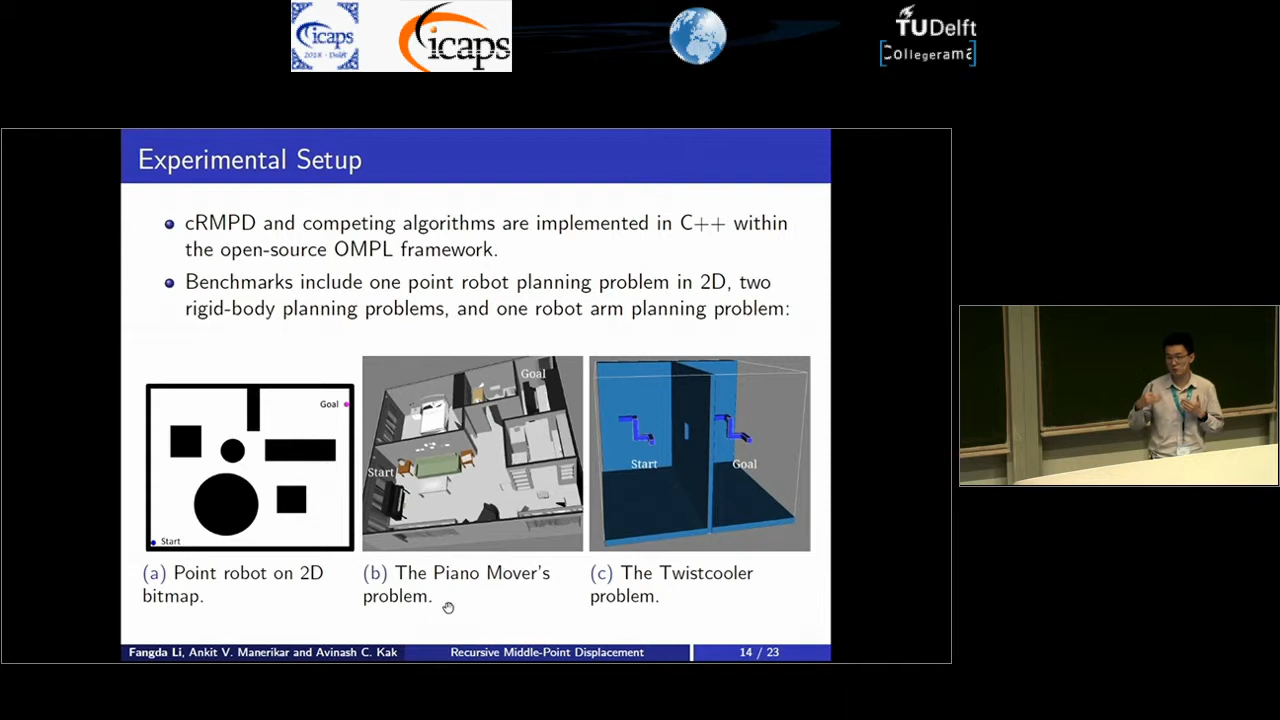 icaps
2018 - Delft
icaps
TUDelft
Collegerama
Experimental Setup
cRMPD and competing algorithms are implemented in C++ within
the open-source OMPL framework.
Benchmarks include one point robot planning problem in 2D, two
rigid-body planning problems, and one robot arm planning problem:
Goal
Start
Goal
Start
Start
Goal
(a) Point robot on 2D
bitmap.
(b) The Piano Mover's
problem.
(c) The Twistcooler
problem.
Fangda Li, Ankit V. Manerikar and Avinash C. Kak
Recursive Middle-Point Displacement
14 / 23